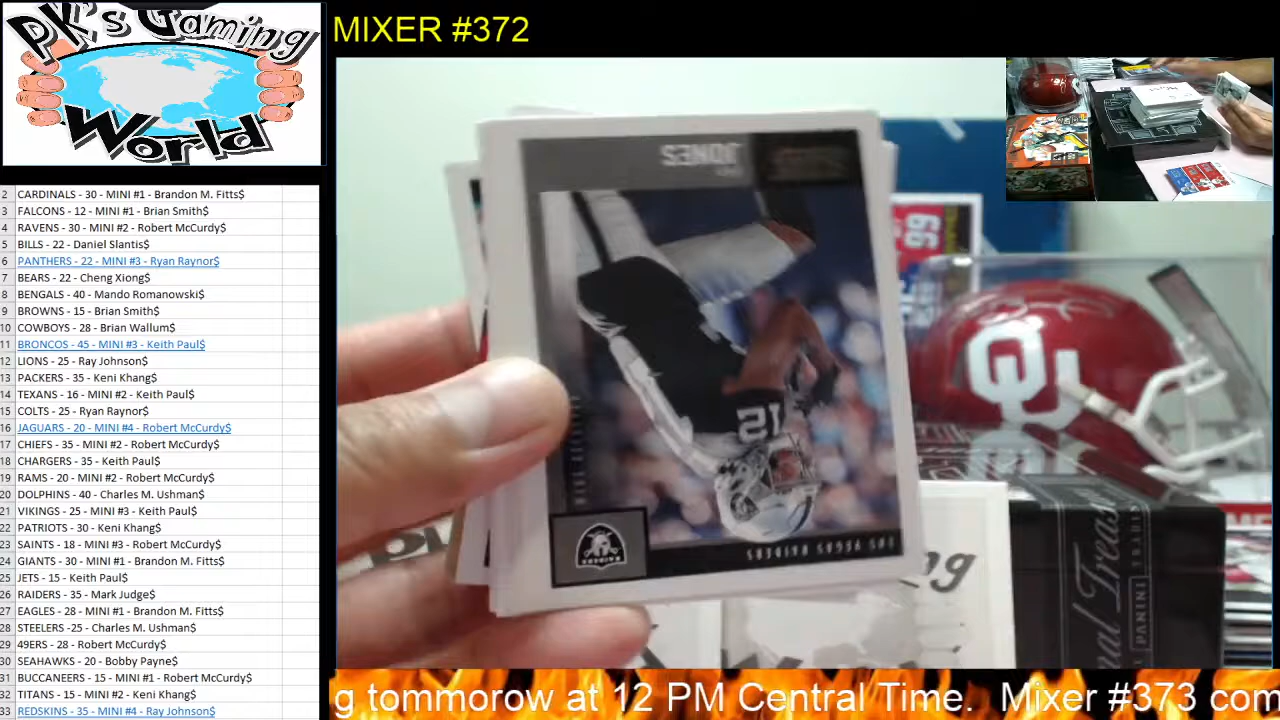 PK's Gaming
World
MIXER #372
2 CARDINALS - 30 - MINI #1 - Brandon M. Fitts$
3 FALCONS - 12 - MINI #1 - Brian Smith$
4 RAVENS - 30 - MINI #2 - Robert McCurdy$
5 BILLS - 22 - Daniel Slantis$
6 PANTHERS - 22 - MINI #3 - Ryan Raynor$
7 BEARS - 22 - Cheng Xiong$
8 BENGALS - 40 - Mando Romanowski$
9 BROWNS - 15 - Brian Smith$
10 COWBOYS - 28 - Brian Wallum$
11 BRONCOS - 45 - MINI #3 - Keith Paul$
12 LIONS - 25 - Ray Johnson$
13 PACKERS - 35 - Keni Khang$
14 TEXANS - 16 - MINI #2 - Keith Paul$
15 COLTS - 25 - Ryan Raynor$
16 JAGUARS - 20 - MINI #4 - Robert McCurdy$
17 CHIEFS - 35 - MINI #2 - Robert McCurdy$
18 CHARGERS - 35 - Keith Paul$
19 RAMS - 20 - MINI #2 - Robert McCurdy$
20 DOLPHINS - 40 - Charles M. Ushman$
21 VIKINGS - 25 - MINI #3 - Keith Paul$
22 PATRIOTS - 30 - Keni Khang$
23 SAINTS - 18 - MINI #3 - Robert McCurdy$
24 GIANTS - 30 - MINI #1 - Brandon M. Fitts$
25 JETS - 15 - Keith Paul$
26 RAIDERS - 35 - Mark Judge$
27 EAGLES - 28 - MINI #1 - Brandon M. Fitts$
28 STEELERS -25 - Charles M. Ushman$
29 49ERS - 28 - Robert McCurdy$
30 SEAHAWKS - 20 - Bobby Payne$
31 BUCCANEERS - 15 - MINI #1 - Robert McCurdy$
32 TITANS - 15 - MINI #2 - Keni Khang$
33 REDSKINS - 35 - MINI #4 - Ray Johnson$
JONES
12
WIDE RECEIVER
RAIDERS
LAS VEGAS RAIDERS
OU
PANINI
g tommorow at 12 PM Central Time. Mixer #373 com